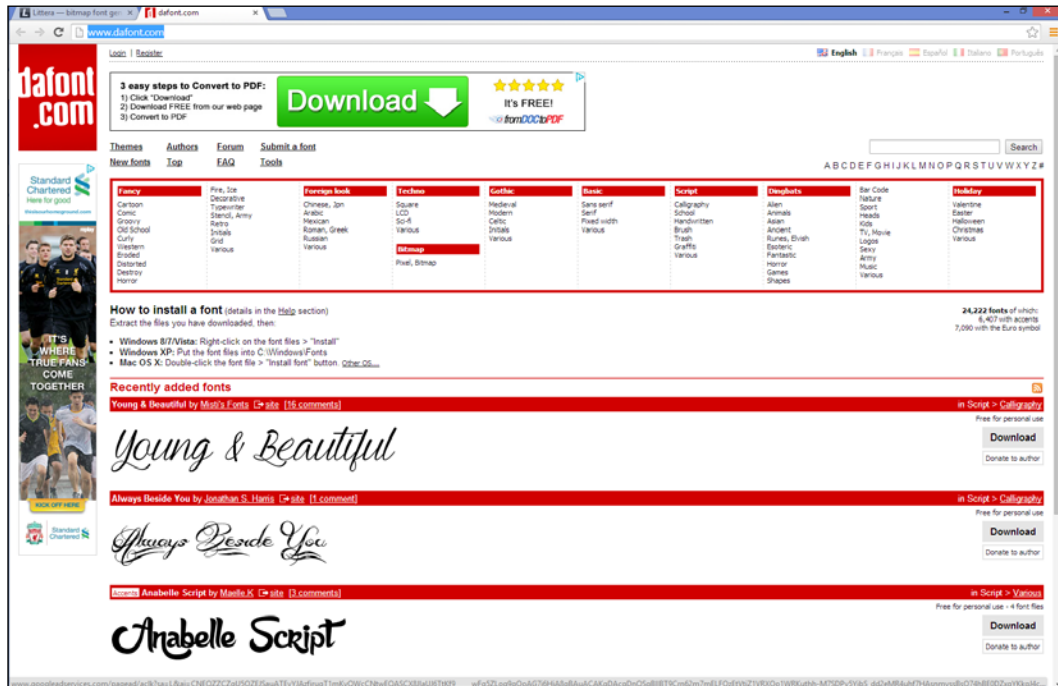 Littera — bitmap font gen
dafont.com
www.dafont.com
dafont
.com
Login | Register
English Français Español Italiano Português
3 easy steps to Convert to PDF:
1) Click "Download"
2) Download FREE from our web page
3) Convert to PDF
Download
It's FREE!
fromDOCtoPDF
Themes Authors Forum Submit a font
New fonts Top FAQ Tools
Search
A B C D E F G H I J K L M N O P Q R S T U V W X Y Z #
Standard
Chartered
Here for good
IT'S
WHERE
TRUE FANS
COME
TOGETHER
KICK OFF HERE
Standard
Chartered
Fancy
Cartoon
Comic
Groovy
Old School
Curly
Western
Eroded
Distorted
Destroy
Horror
Fire, Ice
Decorative
Typewriter
Stencil, Army
Retro
Initials
Grid
Various
Foreign look
Chinese, Jpn
Arabic
Mexican
Roman, Greek
Russian
Various
Techno
Square
LCD
Sci-fi
Various
Bitmap
Pixel, Bitmap
Gothic
Medieval
Modern
Celtic
Initials
Various
Basic
Sans serif
Serif
Fixed width
Various
Script
Calligraphy
School
Handwritten
Brush
Trash
Graffiti
Various
Dingbats
Alien
Animals
Asian
Ancient
Runes, Elvish
Esoteric
Fantastic
Horror
Games
Shapes
Bar Code
Nature
Sport
Heads
Kids
TV, Movie
Logos
Sexy
Army
Music
Various
Holiday
Valentine
Easter
Halloween
Christmas
Various
How to install a font (details in the Help section)
Extract the files you have downloaded, then:
Windows 8/7/Vista: Right-click on the font files > "Install"
Windows XP: Put the font files into C:\Windows\Fonts
Mac OS X: Double-click the font file > "Install font" button. Other OS...
24,222 fonts of which:
6,407 with accents
7,090 with the Euro symbol
Recently added fonts
Young & Beautiful by Misti's Fonts site [16 comments]
in Script > Calligraphy
Free for personal use
Young & Beautiful
Download
Donate to author
Always Beside You by Jonathan S. Harris site [1 comment]
in Script > Calligraphy
Free for personal use
Always Beside You
Download
Donate to author
Accents Anabelle Script by Maelle.K site [3 comments]
in Script > Various
Free for personal use - 4 font files
Anabelle Script
Download
Donate to author